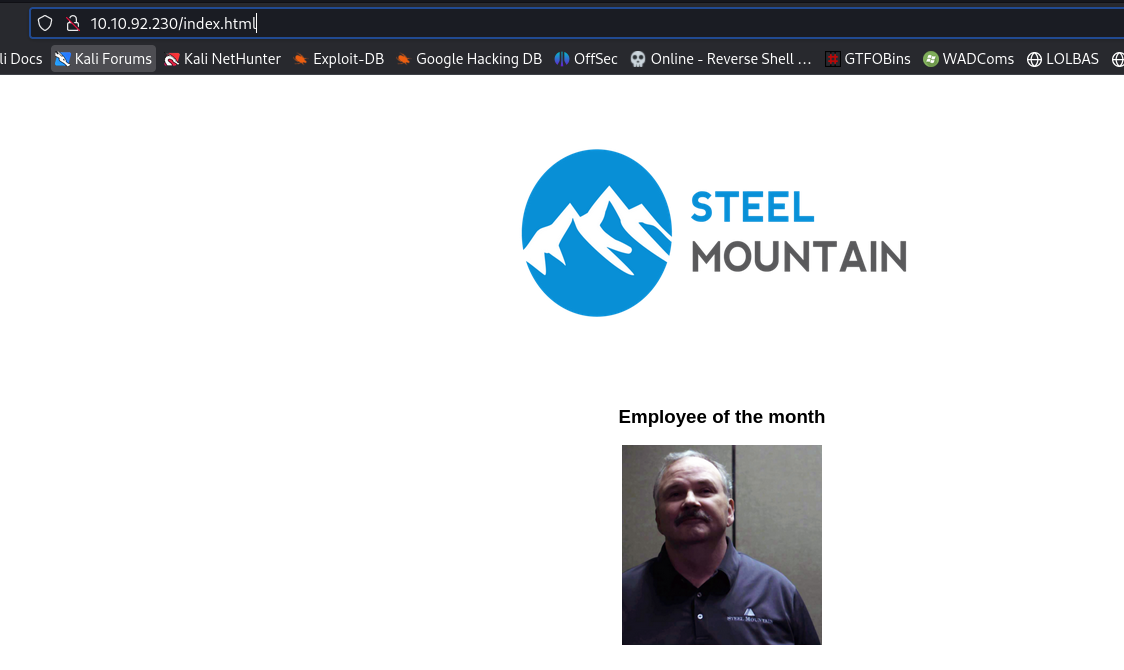 10.10.92.230/index.html
li Docs Kali Forums Kali NetHunter Exploit-DB Google Hacking DB OffSec Online - Reverse Shell ... GTFOBins WADComs LOLBAS
STEEL
MOUNTAIN
Employee of the month
STEEL MOUNTAIN